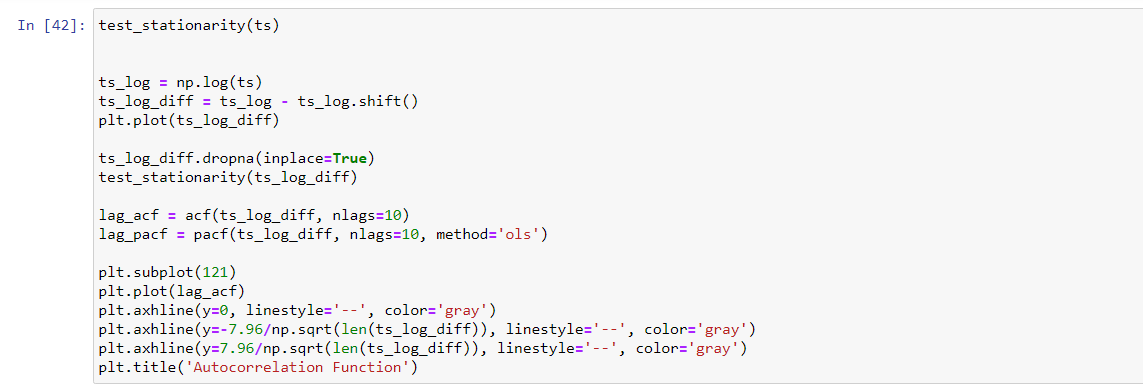 In [42]: test_stationarity(ts)
ts_log = np.log(ts)
ts_log_diff = ts_log - ts_log.shift()
plt.plot(ts_log_diff)
ts_log_diff.dropna(inplace=True)
test_stationarity(ts_log_diff)
lag_acf = acf(ts_log_diff, nlags=10)
lag_pacf = pacf(ts_log_diff, nlags=10, method='ols')
plt.subplot(121)
plt.plot(lag_acf)
plt.axhline(y=0, linestyle='--', color='gray')
plt.axhline(y=-7.96/np.sqrt(len(ts_log_diff)), linestyle='--', color='gray')
plt.axhline(y=7.96/np.sqrt(len(ts_log_diff)), linestyle='--', color='gray')
plt.title('Autocorrelation Function')